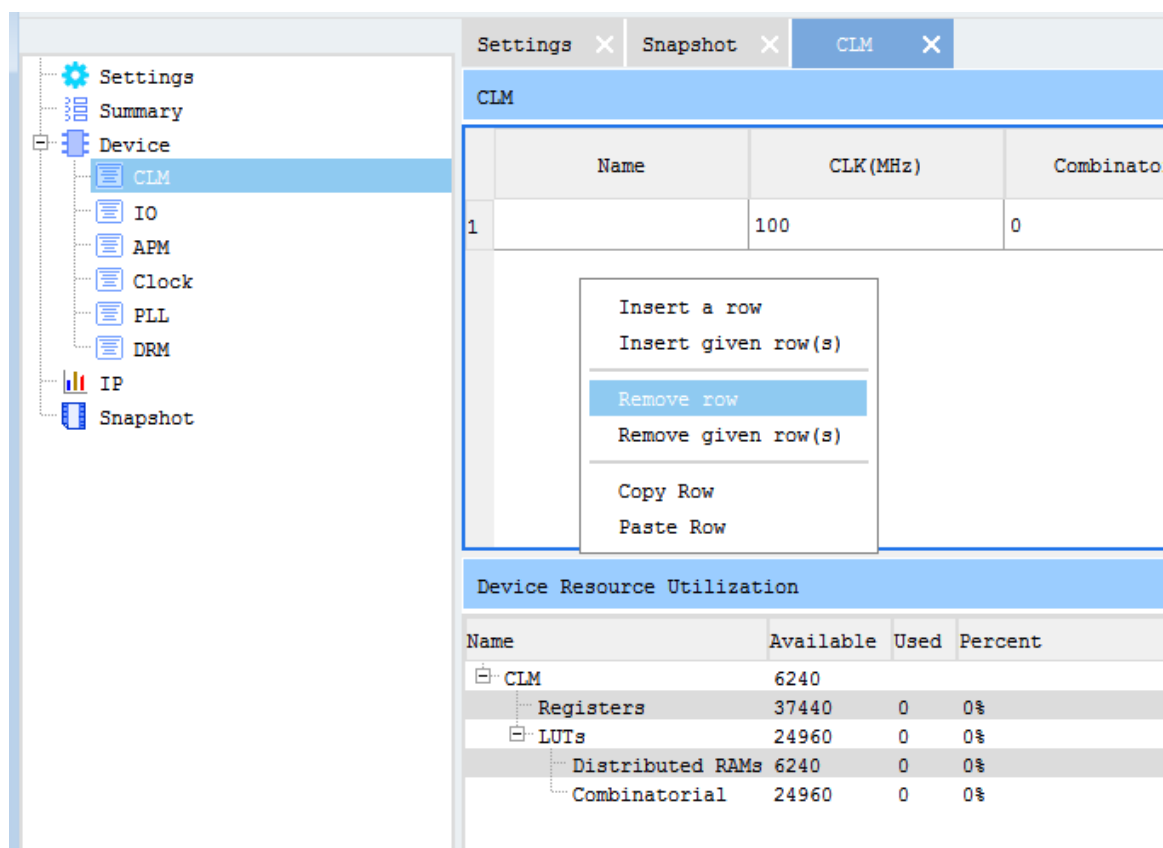 Settings Snapshot CLM
Settings
Summary
Device
CLM
IO
APM
Clock
PLL
DRM
IP
Snapshot
CLM
Name CLK(MHz) Combinato
1 100 0
Insert a row
Insert given row(s)
Remove row
Remove given row(s)
Copy Row
Paste Row
Device Resource Utilization
Name Available Used Percent
CLM 6240
Registers 37440 0 0%
LUTs 24960 0 0%
Distributed RAMs 6240 0 0%
Combinatorial 24960 0 0%